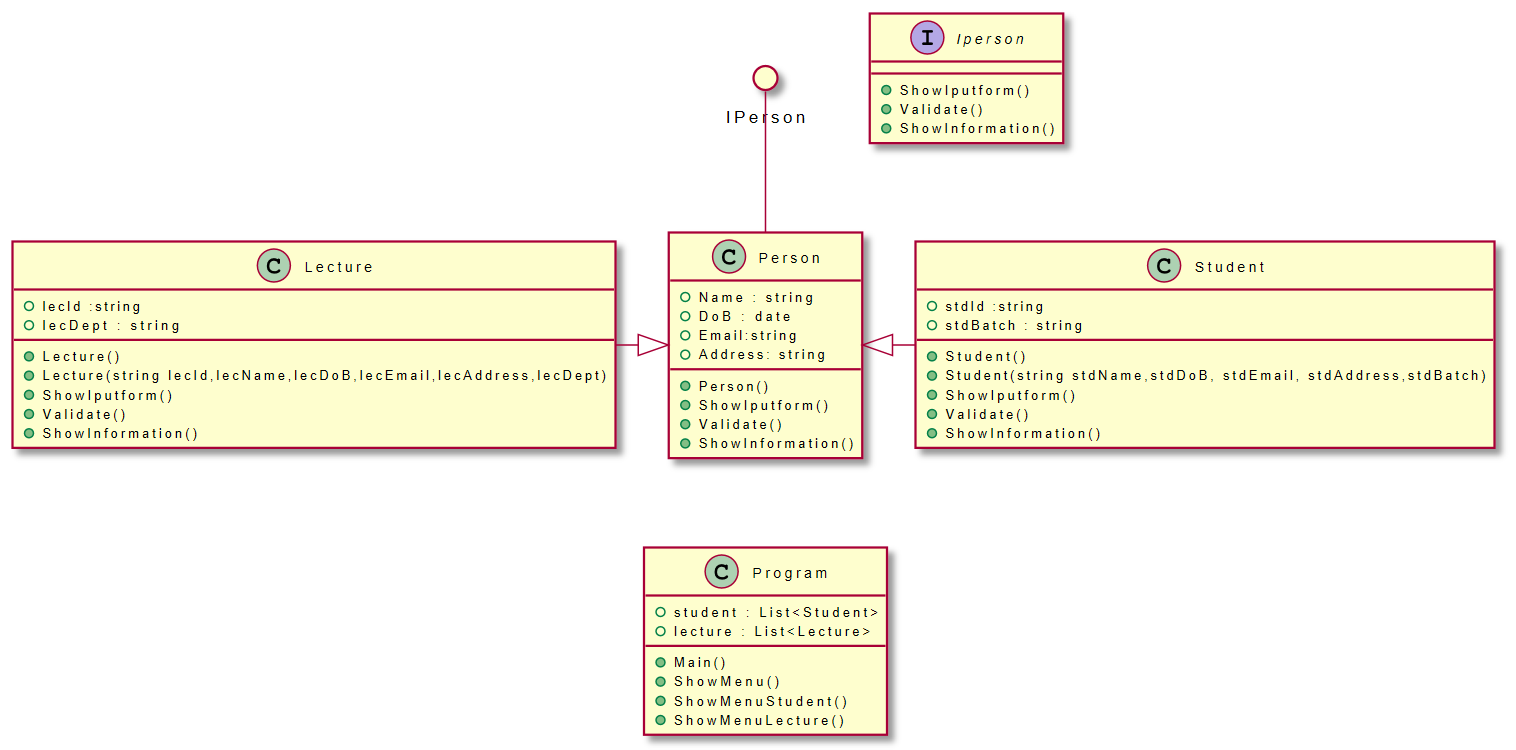 I
Iperson
ShowIputform()
Validate()
ShowInformation()
IPerson
C
Lecture
lecId :string
lecDept : string
Lecture()
Lecture(string lecId,lecName,lecDoB,lecEmail,lecAddress,lecDept)
ShowIputform()
Validate()
ShowInformation()
C
Person
Name : string
DoB : date
Email:string
Address: string
Person()
ShowIputform()
Validate()
ShowInformation()
C
Student
stdId :string
stdBatch : string
Student()
Student(string stdName,stdDoB, stdEmail, stdAddress,stdBatch)
ShowIputform()
Validate()
ShowInformation()
C
Program
student : List<Student>
lecture : List<Lecture>
Main()
ShowMenu()
ShowMenuStudent()
ShowMenuLecture()